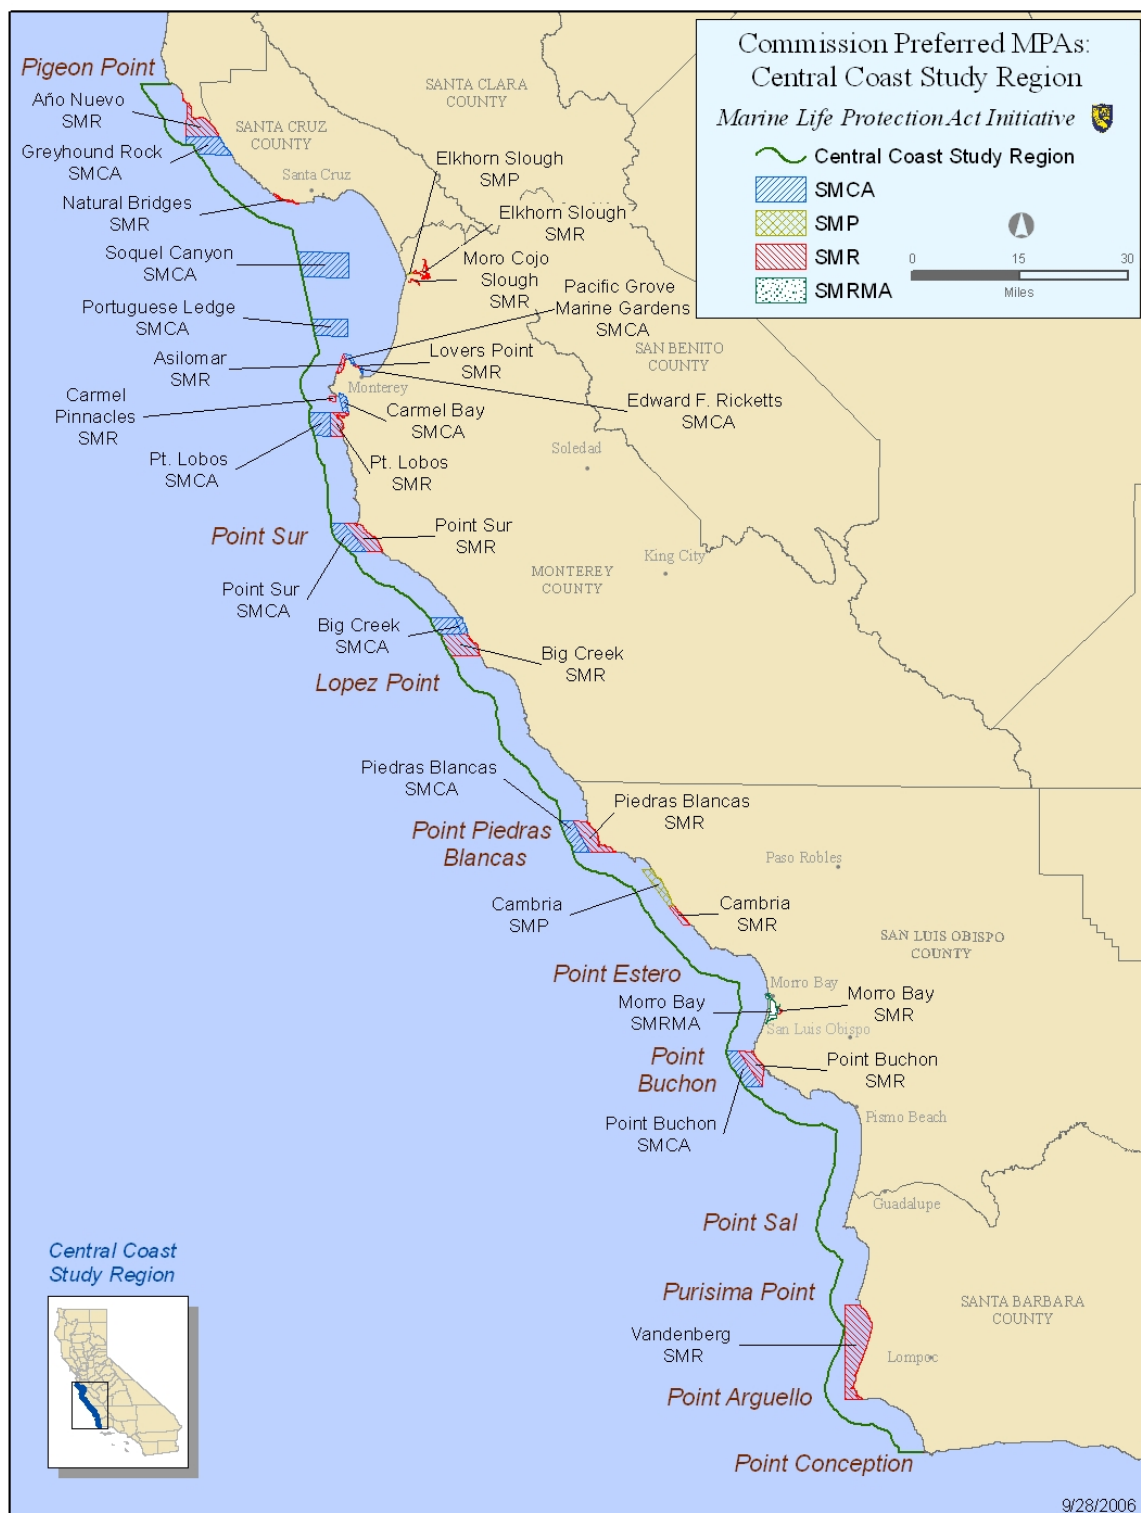 Commission Preferred MPAs:
Central Coast Study Region
Marine Life Protection Act Initiative
Central Coast Study Region
SMCA
SMP
SMR
SMRMA
0
15
30
Miles
Pigeon Point
Año Nuevo
SMR
Greyhound Rock
SMCA
Natural Bridges
SMR
Soquel Canyon
SMCA
Portuguese Ledge
SMCA
Asilomar
SMR
Carmel
Pinnacles
SMR
Pt. Lobos
SMCA
SANTA CLARA
COUNTY
SANTA CRUZ
COUNTY
Santa Cruz
Elkhorn Slough
SMP
Elkhorn Slough
SMR
Moro Cojo
Slough
SMR
Pacific Grove
Marine Gardens
SMCA
Lovers Point
SMR
SAN BENITO
COUNTY
Monterey
Edward F. Ricketts
SMCA
Carmel Bay
SMCA
Pt. Lobos
SMR
Soledad
Point Sur
Point Sur
SMR
Point Sur
SMCA
King City
MONTEREY
COUNTY
Big Creek
SMCA
Big Creek
SMR
Lopez Point
Piedras Blancas
SMCA
Piedras Blancas
SMR
Point Piedras
Blancas
Paso Robles
Cambria
SMP
Cambria
SMR
SAN LUIS OBISPO
COUNTY
Point Estero
Morro Bay
Morro Bay
SMRMA
Morro Bay
SMR
San Luis Obispo
Point
Buchon
Point Buchon
SMR
Point Buchon
SMCA
Pismo Beach
Guadalupe
Point Sal
Purisima Point
SANTA BARBARA
COUNTY
Vandenberg
SMR
Lompoc
Point Arguello
Point Conception
Central Coast
Study Region
9/28/2006